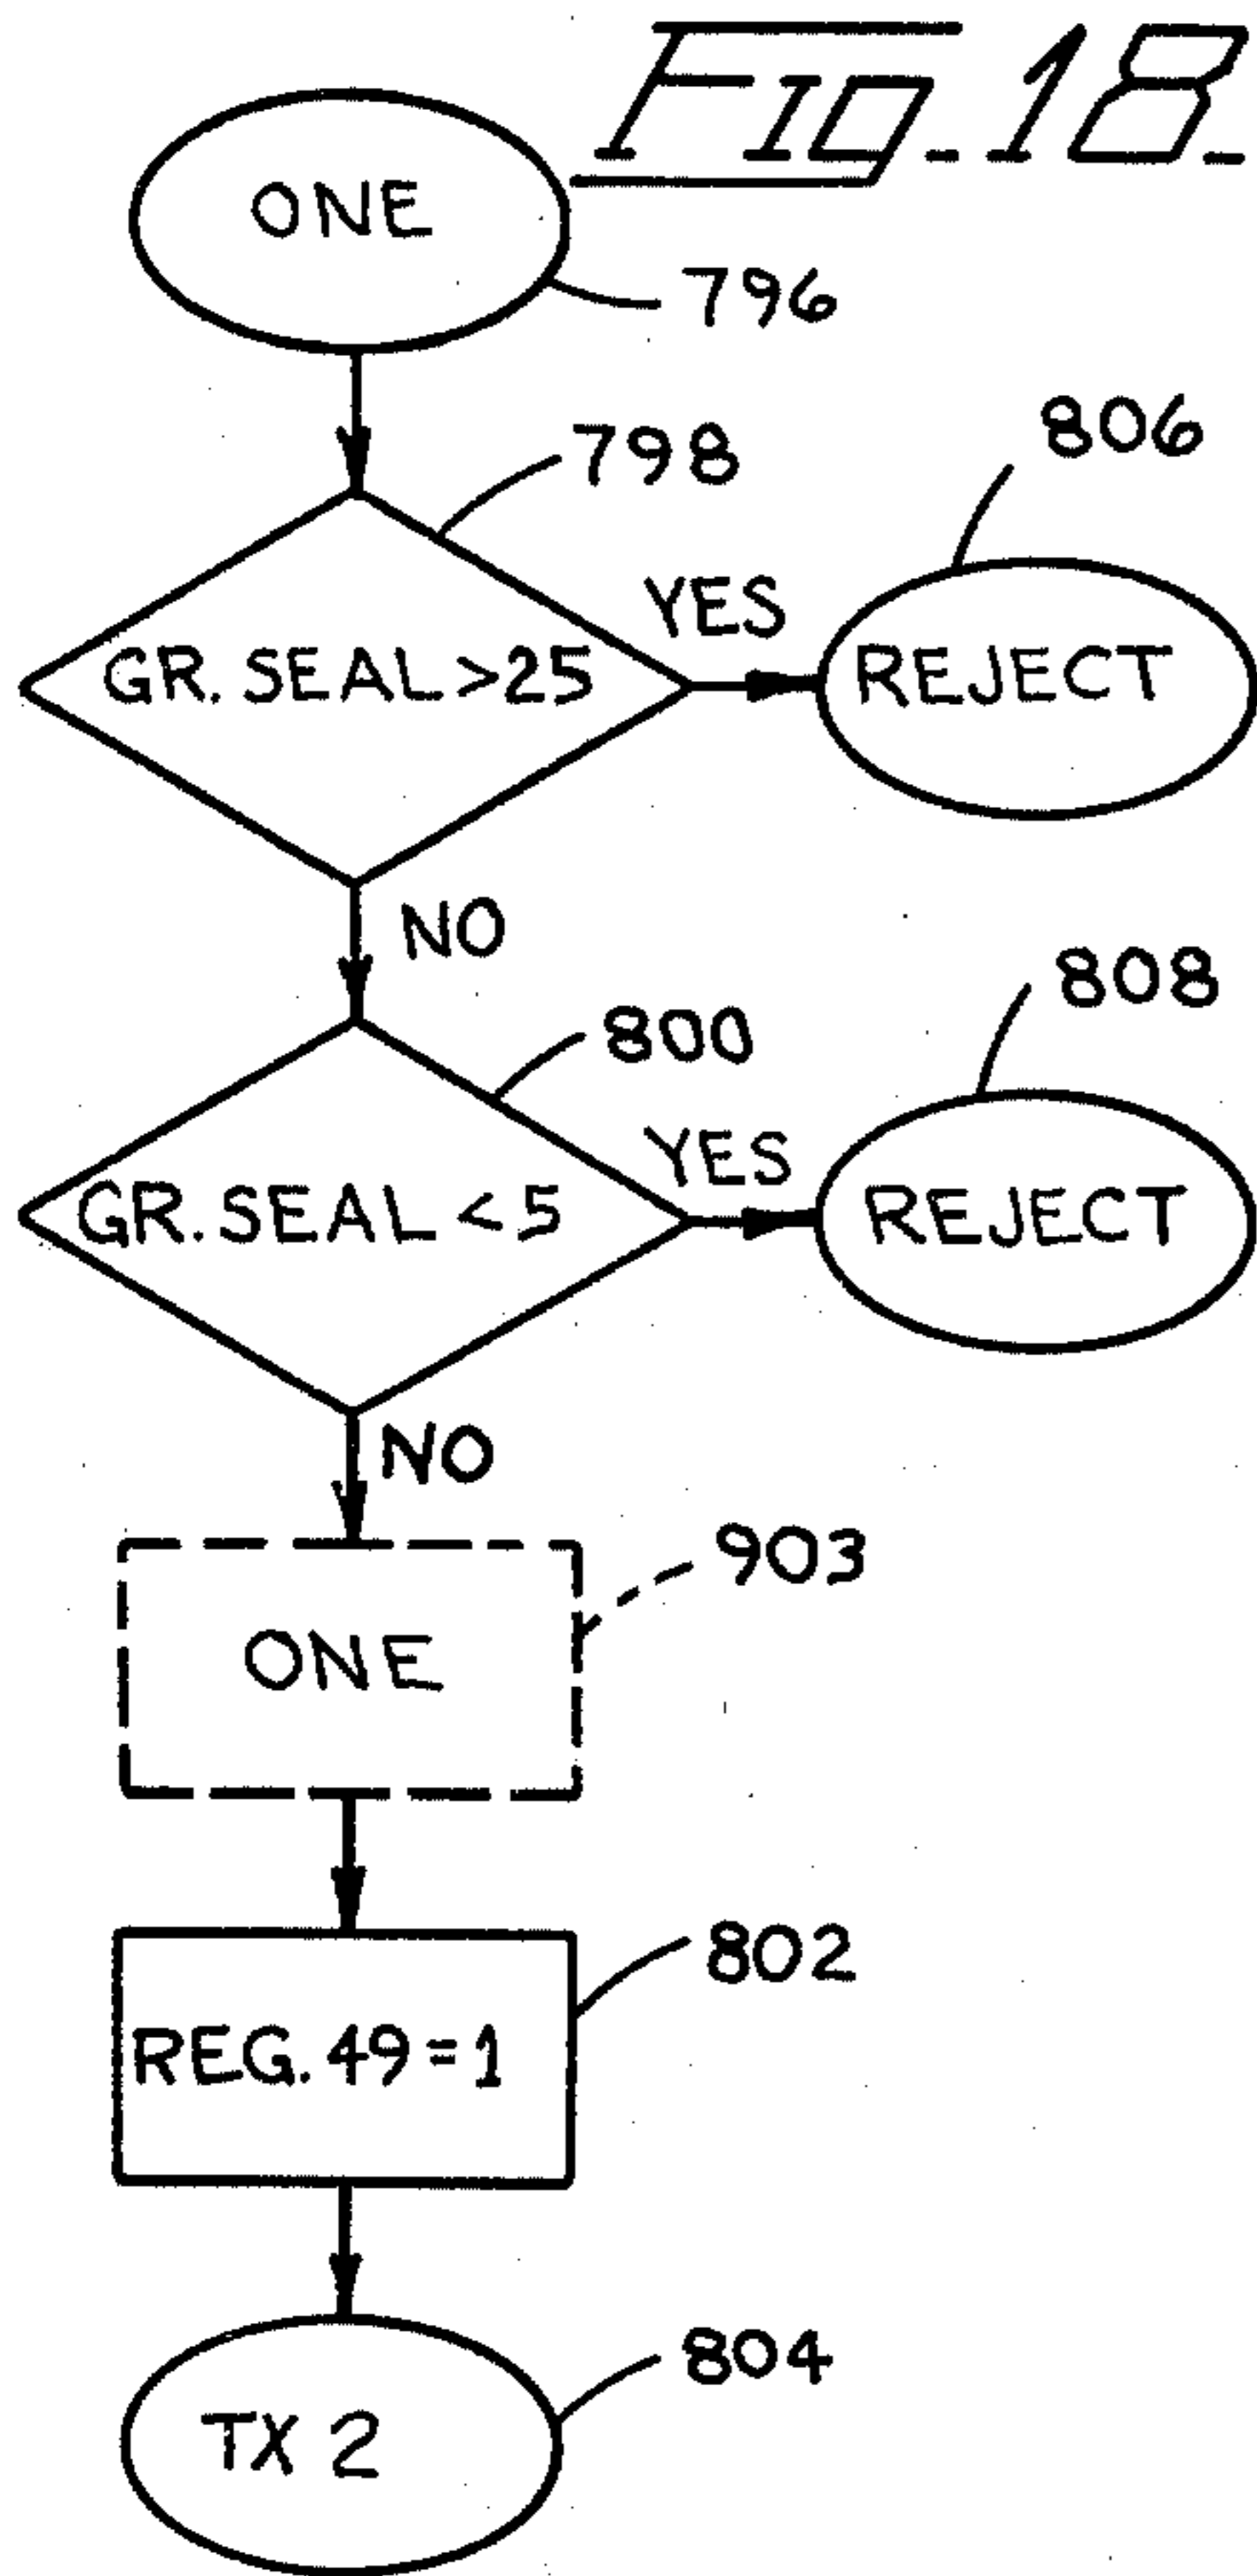 Fig. 18.
ONE
796
798
806
GR. SEAL >25
YES
REJECT
NO
800
808
GR. SEAL <5
YES
REJECT
NO
903
ONE
802
REG. 49 = 1
804
TX 2